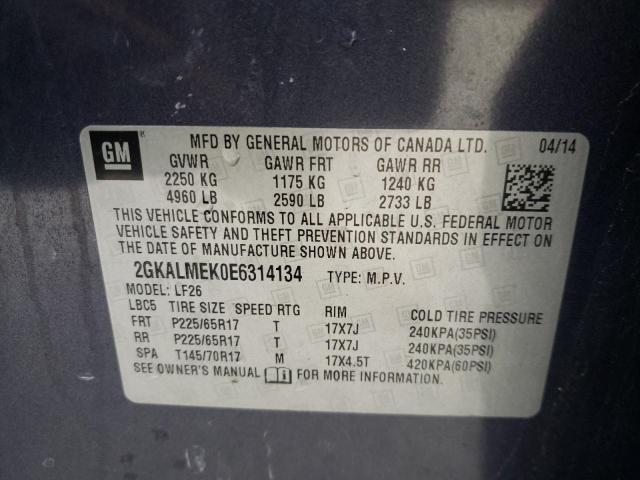 GM
MFD BY GENERAL MOTORS OF CANADA LTD. 04/14
GVWR GAWR FRT GAWR RR
2250 KG 1175 KG 1240 KG
4960 LB 2590 LB 2733 LB
THIS VEHICLE CONFORMS TO ALL APPLICABLE U.S. FEDERAL MOTOR
VEHICLE SAFETY AND THEFT PREVENTION STANDARDS IN EFFECT ON
THE DATE OF MANUFACTURE SHOWN ABOVE.
2GKALMEK0E6314134 TYPE: M.P.V.
MODEL: LF26
LBC5 TIRE SIZE SPEED RTG RIM COLD TIRE PRESSURE
FRT P225/65R17 T 17X7J 240KPA(35PSI)
RR P225/65R17 T 17X7J 240KPA(35PSI)
SPA T145/70R17 M 17X4.5T 420KPA(60PSI)
SEE OWNER'S MANUAL FOR MORE INFORMATION.